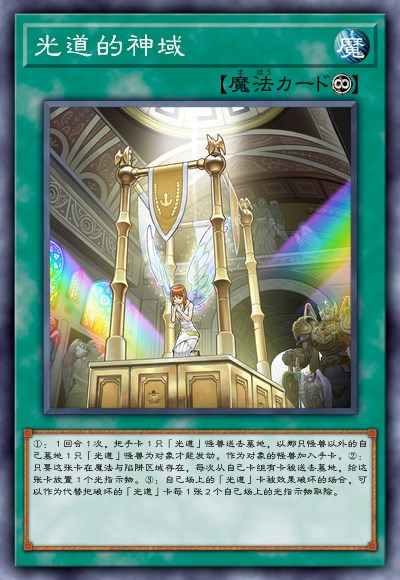 光道的神域
魔
【魔法カード】
まほう
①：1回合1次，把手卡1只「光道」怪兽送去墓地，以那只怪兽以外的自
己墓地1只「光道」怪兽为对象才能发动。作为对象的怪兽加入手卡。②：
只要这张卡在魔法与陷阱区域存在，每次从自己卡组有卡被送去墓地，给这
张卡放置1个光指示物。③：自己场上的「光道」卡被效果破坏的场合，可
以作为代替把破坏的「光道」卡每1张2个自己场上的光指示物取除。